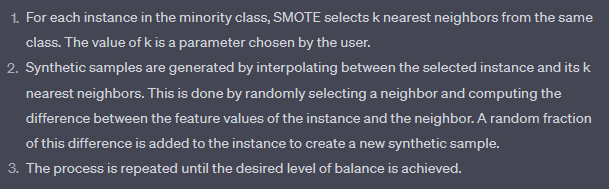 1. For each instance in the minority class, SMOTE selects k nearest neighbors from the same
class. The value of k is a parameter chosen by the user.
2. Synthetic samples are generated by interpolating between the selected instance and its k
nearest neighbors. This is done by randomly selecting a neighbor and computing the
difference between the feature values of the instance and the neighbor. A random fraction
of this difference is added to the instance to create a new synthetic sample.
3. The process is repeated until the desired level of balance is achieved.